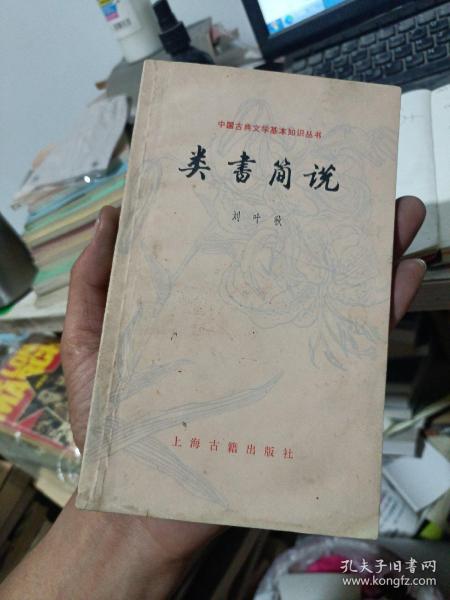 中国古典文学基本知识丛书
类书简说
刘叶秋
上海古籍出版社
孔夫子旧书网
www.kongfz.com